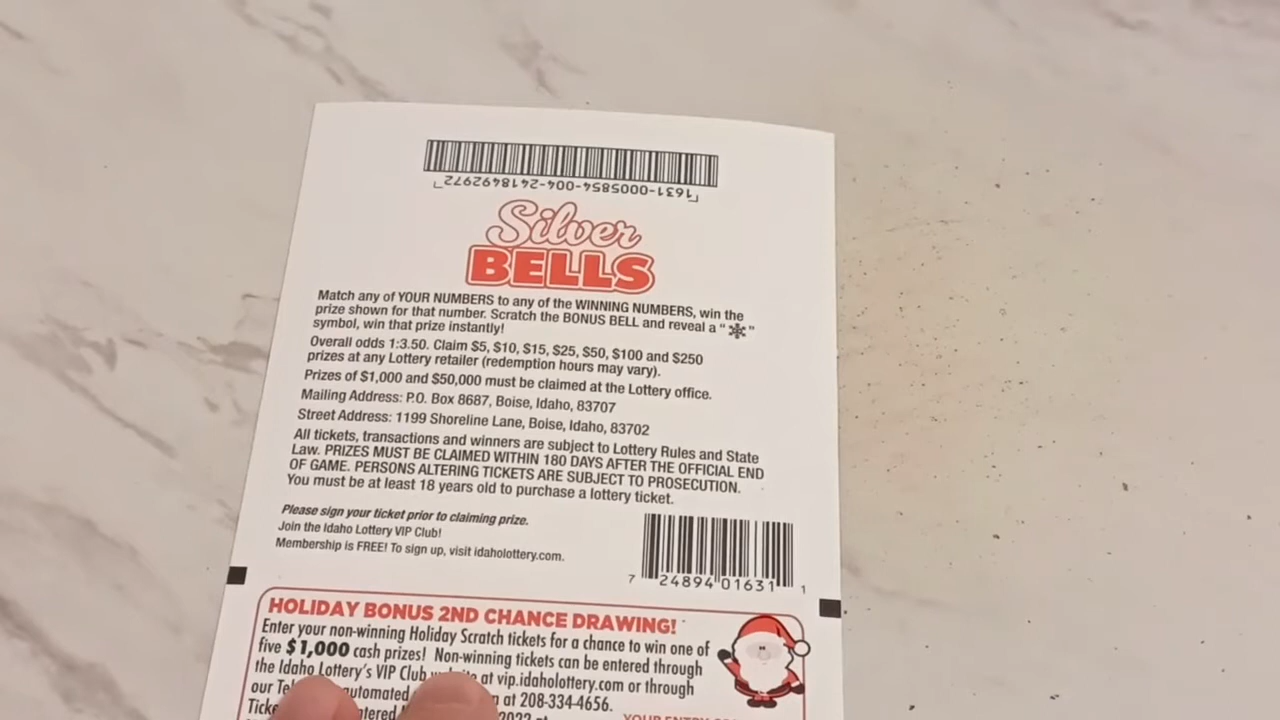 1631-0005854-004-2418492972
Silver
BELLS
Match any of YOUR NUMBERS to any of the WINNING NUMBERS, win the
prize shown for that number. Scratch the BONUS BELL and reveal a " "
symbol, win that prize instantly!
Overall odds 1:3.50. Claim $5, $10, $15, $25, $50, $100 and $250
prizes at any Lottery retailer (redemption hours may vary).
Prizes of $1,000 and $50,000 must be claimed at the Lottery office.
Mailing Address: P.O. Box 8687, Boise, Idaho, 83707
Street Address: 1199 Shoreline Lane, Boise, Idaho, 83702
All tickets, transactions and winners are subject to Lottery Rules and State
Law. PRIZES MUST BE CLAIMED WITHIN 180 DAYS AFTER THE OFFICIAL END
OF GAME. PERSONS ALTERING TICKETS ARE SUBJECT TO PROSECUTION.
You must be at least 18 years old to purchase a lottery ticket.
Please sign your ticket prior to claiming prize.
Join the Idaho Lottery VIP Club!
Membership is FREE! To sign up, visit idaholottery.com.
7 24894 01631 1
HOLIDAY BONUS 2ND CHANCE DRAWING!
Enter your non-winning Holiday Scratch tickets for a chance to win one of
five $1,000 cash prizes! Non-winning tickets can be entered through
the Idaho Lottery's VIP Club at vip.idaholottery.com or through
our automated at 208-334-4656.
2022 at
YOUR ENTRY